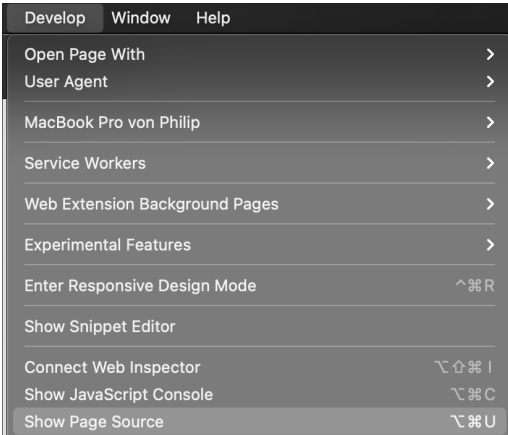 Develop Window Help
Open Page With
User Agent
MacBook Pro von Philip
Service Workers
Web Extension Background Pages
Experimental Features
Enter Responsive Design Mode ^⌘R
Show Snippet Editor
Connect Web Inspector ⌥⇧⌘I
Show JavaScript Console ⌥⌘C
Show Page Source ⌥⌘U